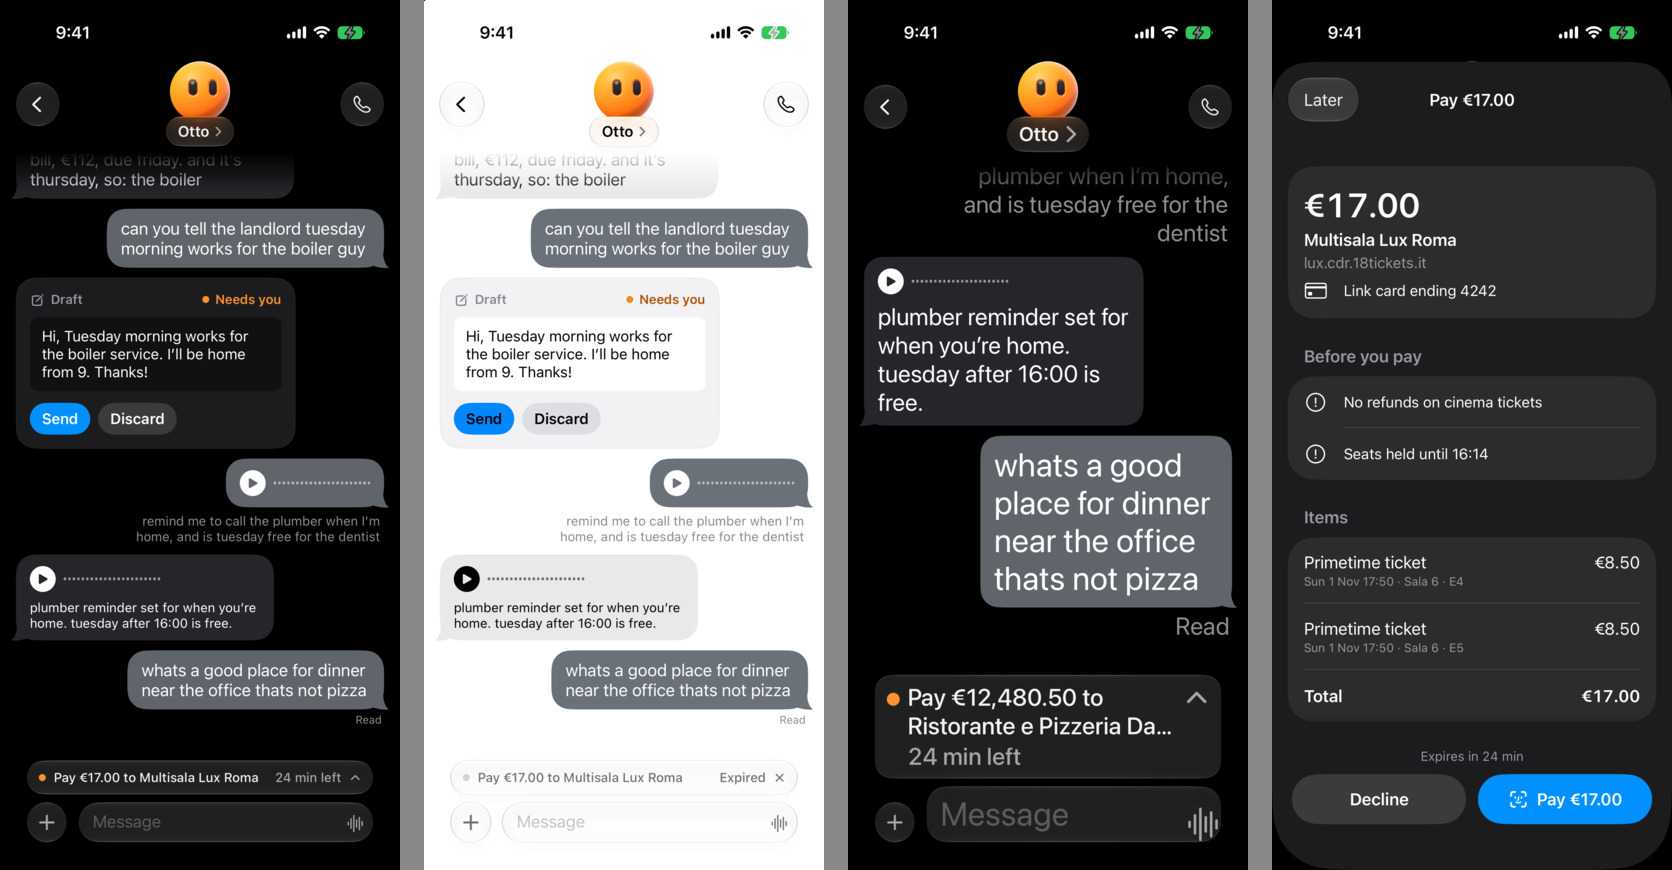 9:41
Otto
bill, €112, due friday. and it's
thursday, so: the boiler
can you tell the landlord tuesday
morning works for the boiler guy
Draft
Needs you
Hi, Tuesday morning works for
the boiler service. I'll be home
from 9. Thanks!
Send
Discard
remind me to call the plumber when I'm
home, and is tuesday free for the dentist
plumber reminder set for when you're
home. tuesday after 16:00 is free.
whats a good place for dinner
near the office thats not pizza
Read
Pay €17.00 to Multisala Lux Roma
24 min left
Message
9:41
Otto
bill, €112, due friday. and it's
thursday, so: the boiler
can you tell the landlord tuesday
morning works for the boiler guy
Draft
Needs you
Hi, Tuesday morning works for
the boiler service. I'll be home
from 9. Thanks!
Send
Discard
remind me to call the plumber when I'm
home, and is tuesday free for the dentist
plumber reminder set for when you're
home. tuesday after 16:00 is free.
whats a good place for dinner
near the office thats not pizza
Read
Pay €17.00 to Multisala Lux Roma
Expired
Message
9:41
Otto
plumber when I'm home,
and is tuesday free for the
dentist
plumber reminder set for
when you're home.
tuesday after 16:00 is
free.
whats a good
place for dinner
near the office
thats not pizza
Read
Pay €12,480.50 to
Ristorante e Pizzeria Da...
24 min left
Message
9:41
Later
Pay €17.00
€17.00
Multisala Lux Roma
lux.cdr.18tickets.it
Link card ending 4242
Before you pay
No refunds on cinema tickets
Seats held until 16:14
Items
Primetime ticket
€8.50
Sun 1 Nov 17:50 · Sala 6 · E4
Primetime ticket
€8.50
Sun 1 Nov 17:50 · Sala 6 · E5
Total
€17.00
Expires in 24 min
Decline
Pay €17.00